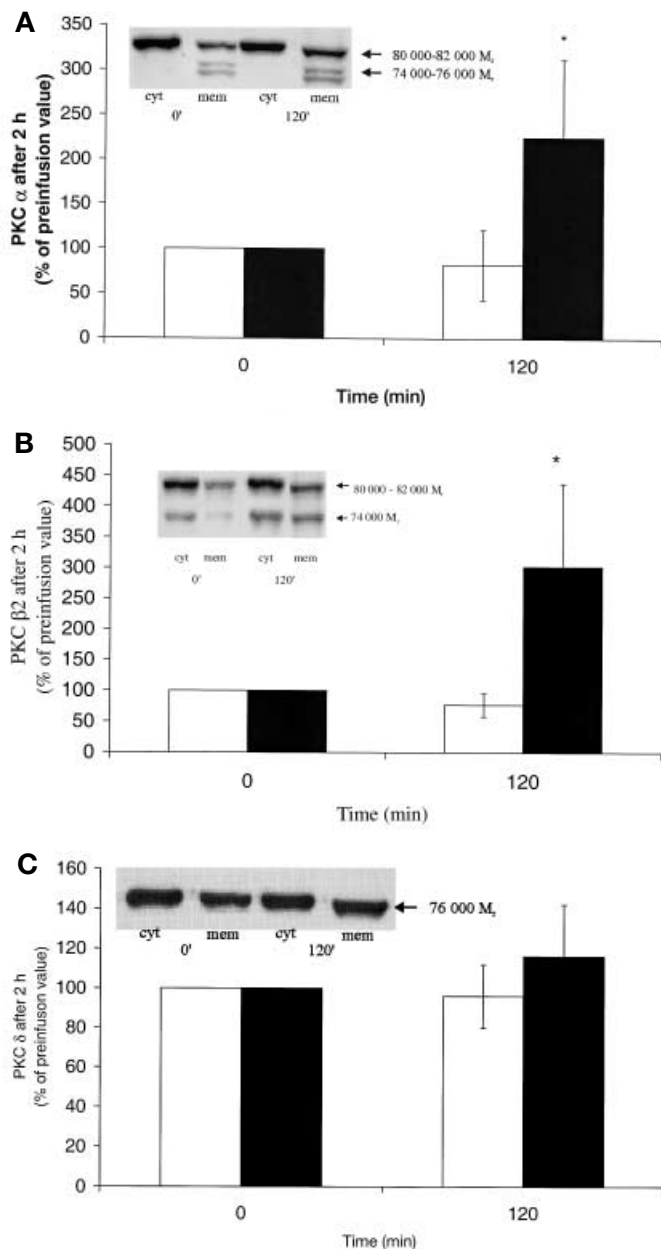 A
PKC α after 2 h
(% of preinfusion value)
350
300
250
200
150
100
50
0
80 000-82 000 Mr
74 000-76 000 Mr
cyt mem cyt mem
0' 120'
*
0 120
Time (min)
B
PKC β2 after 2 h
(% of preinfusion value)
500
450
400
350
300
250
200
150
100
50
0
80 000 - 82 000 Mr
74 000 Mr
cyt mem cyt mem
0' 120'
*
0 120
Time (min)
C
PKC δ after 2 h
(% of preinfuson value)
160
140
120
100
80
60
40
20
0
76 000 Mr
cyt mem cyt mem
0' 120'
0 120
Time (min)